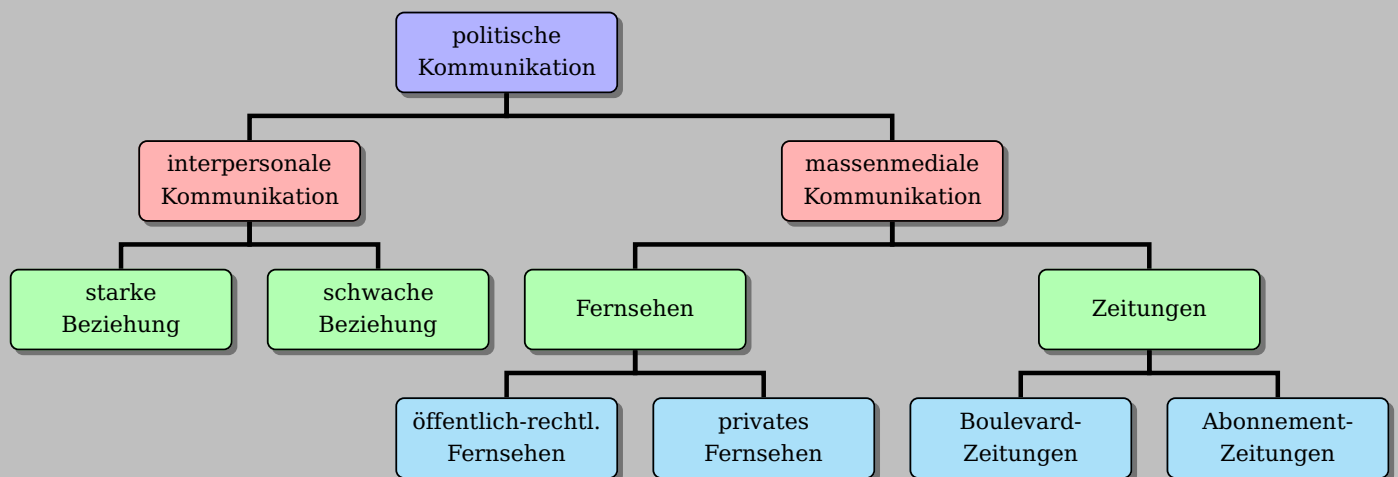 politische
Kommunikation
interpersonale
Kommunikation
massenmediale
Kommunikation
starke
Beziehung
schwache
Beziehung
Fernsehen
Zeitungen
öffentlich-rechtl.
Fernsehen
privates
Fernsehen
Boulevard-
Zeitungen
Abonnement-
Zeitungen